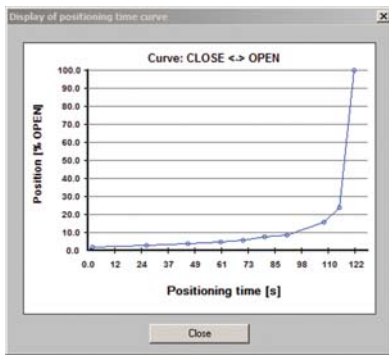 Display of positioning time curve
Curve: CLOSE <-> OPEN
Position [% OPEN]
100.0
90.0
80.0
70.0
60.0
50.0
40.0
30.0
20.0
10.0
0.0
0.0 12 24 37 49 61 73 85 98 110 122
Positioning time [s]
Close